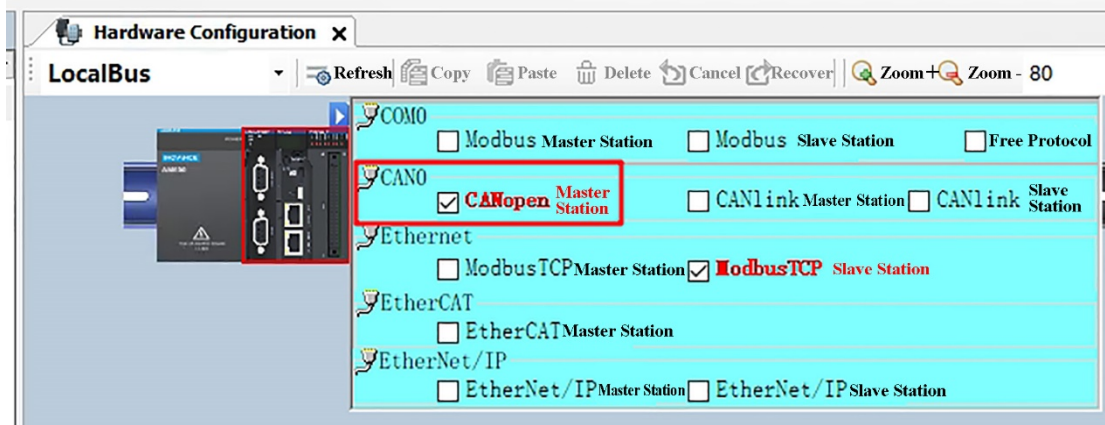 Hardware Configuration X
LocalBus Refresh Copy Paste Delete Cancel Recover Zoom+ Zoom - 80
COM0
Modbus Master Station Modbus Slave Station Free Protocol
CAN0
CANopen Master Station CANlink Master Station CANlink Slave Station
Ethernet
ModbusTCP Master Station ModbusTCP Slave Station
EtherCAT
EtherCAT Master Station
EtherNet/IP
EtherNet/IP Master Station EtherNet/IP Slave Station
INOVANCE